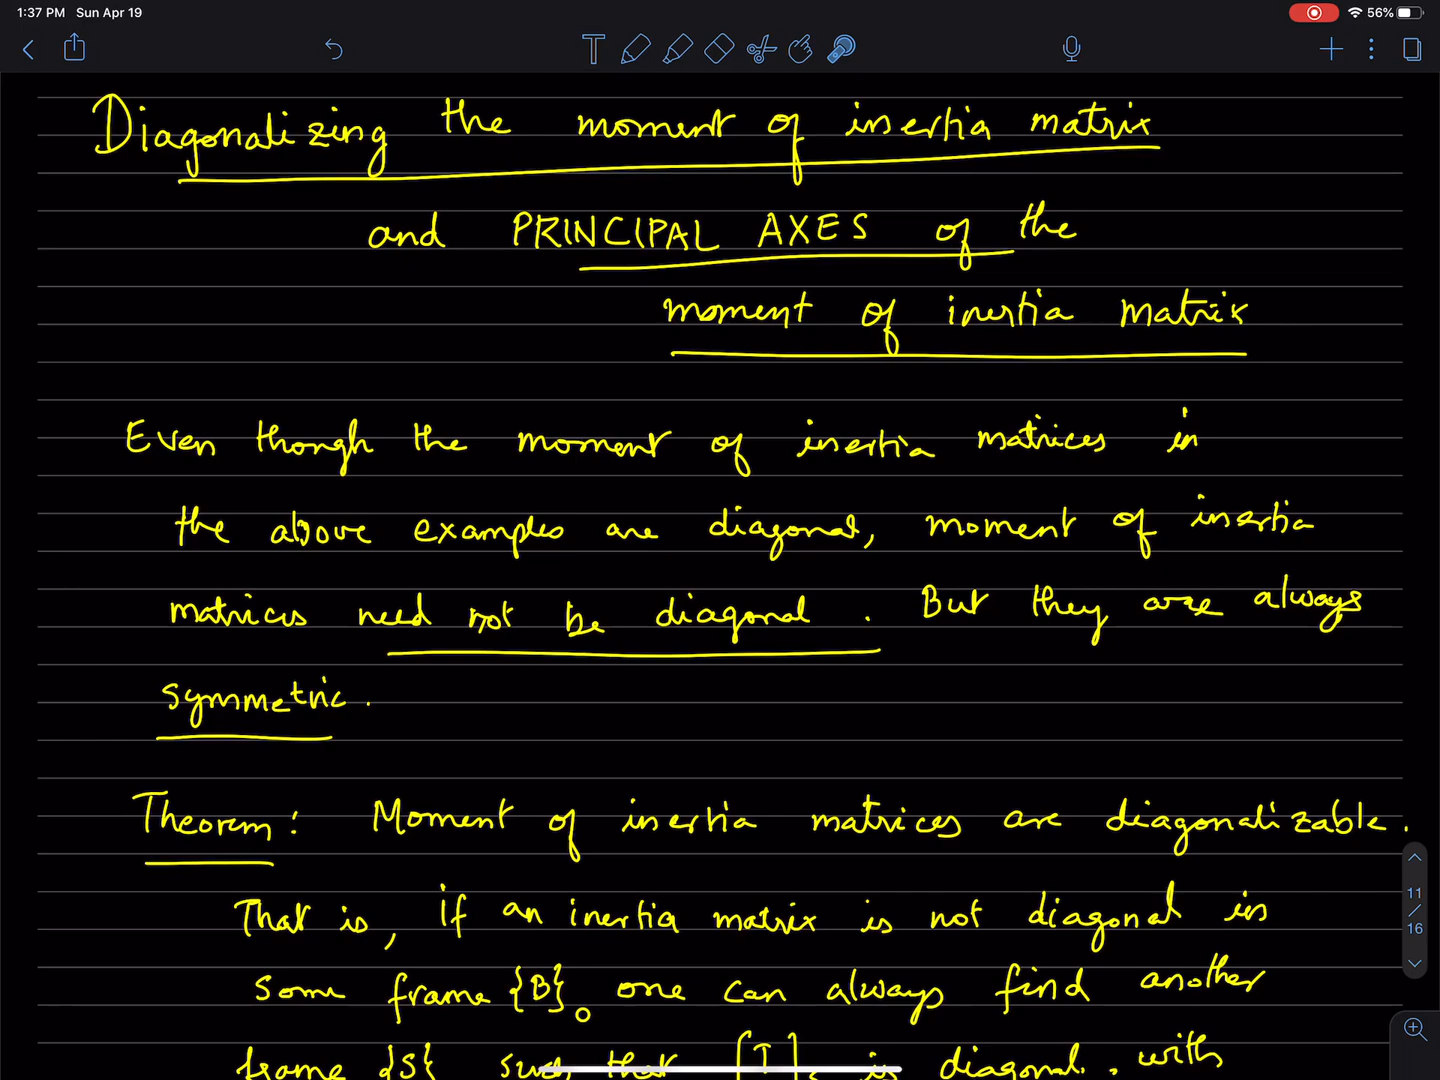 1:37 PM Sun Apr 19
56%
Diagonalizing the moment of inertia matrix
and PRINCIPAL AXES of the
moment of inertia matrix
Even though the moment of inertia matrices in
the above examples are diagonal, moment of inertia
matrices need not be diagonal. But they are always
symmetric.
Theorem: Moment of inertia matrices are diagonalizable.
That is, if an inertia matrix is not diagonal in
some frame {B}. one can always find another
frame {S} such that [I] is diagonal, with
11
/
16